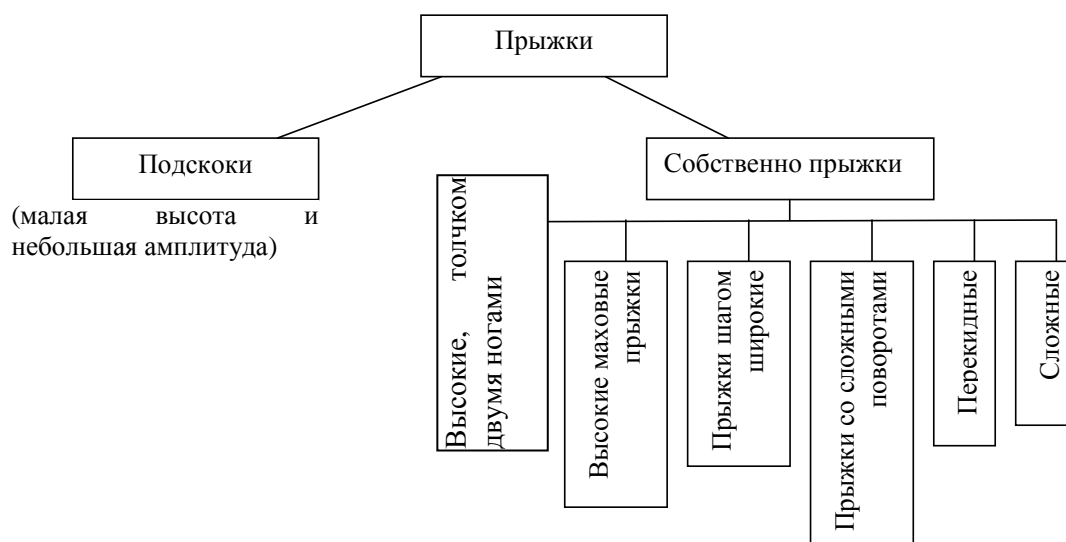 Прыжки
Подскоки
Собственно прыжки
(малая высота и
небольшая амплитуда)
Высокие, толчком
двумя ногами
Высокие маховые
прыжки
Прыжки шагом
широкие
Прыжки со сложными
поворотами
Перекидные
Сложные